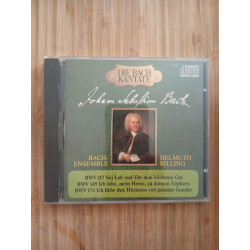 DIE BACH
KANTATE
Johann Sebastian Bach.
BACH-
ENSEMBLE
HELMUTH
RILLING
BWV 117 Sei Lob und Ehr dem höchsten Gut
BWV 145 Ich lebe, mein Herze, zu deinem Ergötzen
BWV 174 Ich liebe den Höchsten von ganzem Gemüte